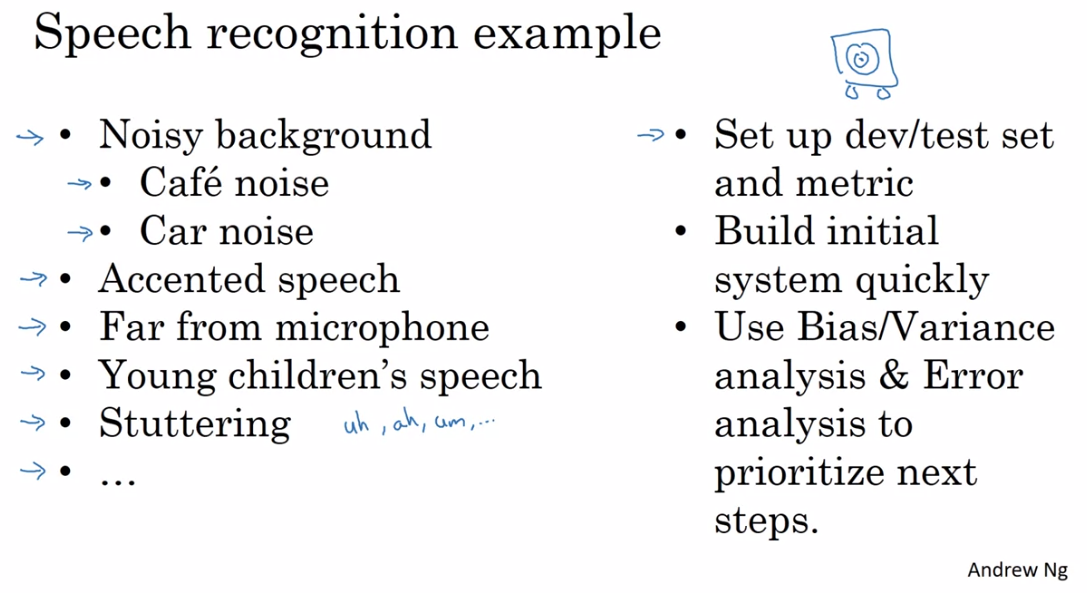 Speech recognition example
→ • Noisy background
→ • Café noise
→ • Car noise
→ • Accented speech
→ • Far from microphone
→ • Young children’s speech
→ • Stuttering uh, ah, um, ...
→ • ...
→ • Set up dev/test set
and metric
• Build initial
system quickly
• Use Bias/Variance
analysis & Error
analysis to
prioritize next
steps.
Andrew Ng